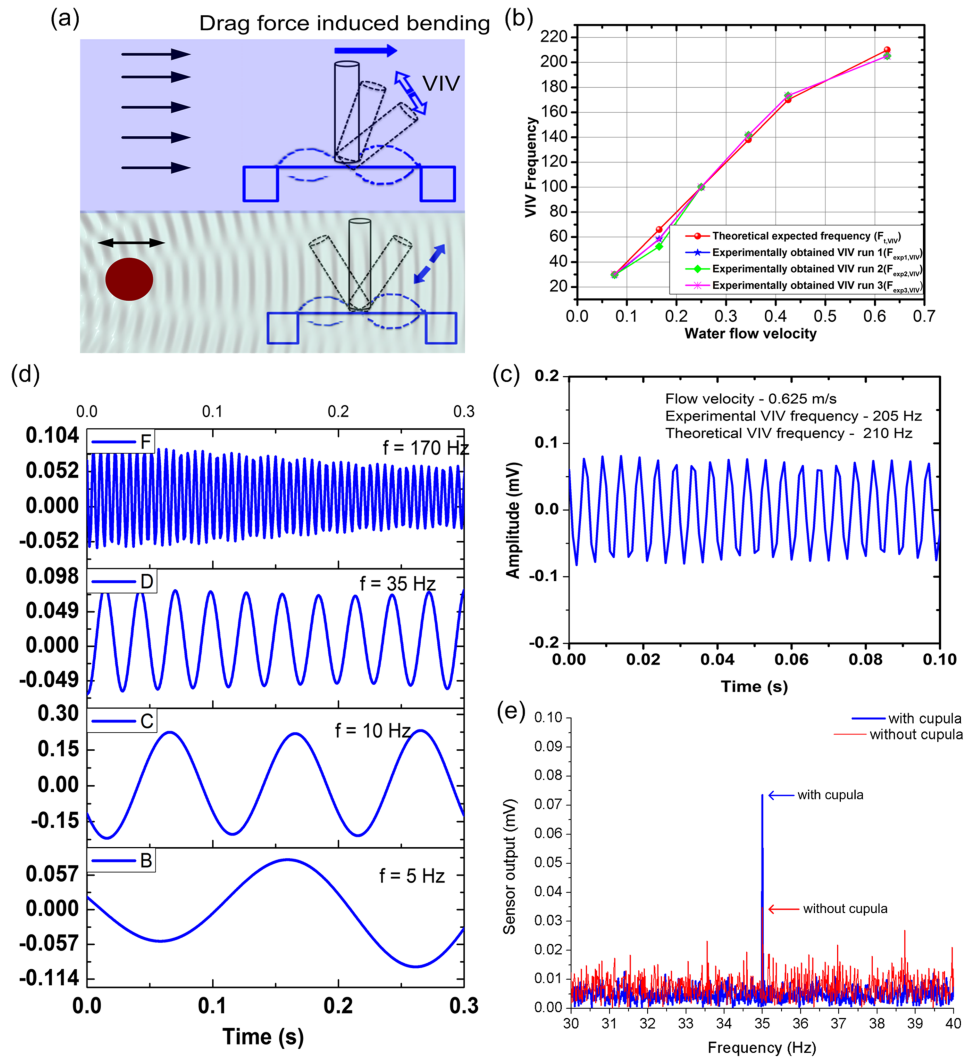 (a)
Drag force induced bending
VIV
(b)
VIV Frequency
220
200
180
160
140
120
100
80
60
40
20
0.0 0.1 0.2 0.3 0.4 0.5 0.6 0.7
Water flow velocity
Theoretical expected frequency (Ft,VIV)
Experimentally obtained VIV run 1(Fexp1,VIV)
Experimentally obtained VIV run 2(Fexp2,VIV)
Experimentally obtained VIV run 3(Fexp3,VIV)
(c)
Amplitude (mV)
0.2
0.1
0.0
-0.1
-0.2
Flow velocity - 0.625 m/s
Experimental VIV frequency - 205 Hz
Theoretical VIV frequency - 210 Hz
0.00 0.02 0.04 0.06 0.08 0.10
Time (s)
(d)
0.0 0.1 0.2 0.3
0.104
0.052
0.000
-0.052
F
f = 170 Hz
0.098
0.049
0.000
-0.049
D
f = 35 Hz
0.30
0.15
0.00
-0.15
C
f = 10 Hz
0.057
0.000
-0.057
-0.114
B
f = 5 Hz
0.0 0.1 0.2 0.3
Time (s)
(e)
Sensor output (mV)
0.10
0.09
0.08
0.07
0.06
0.05
0.04
0.03
0.02
0.01
0.00
with cupula
without cupula
with cupula
without cupula
30 31 32 33 34 35 36 37 38 39 40
Frequency (Hz)